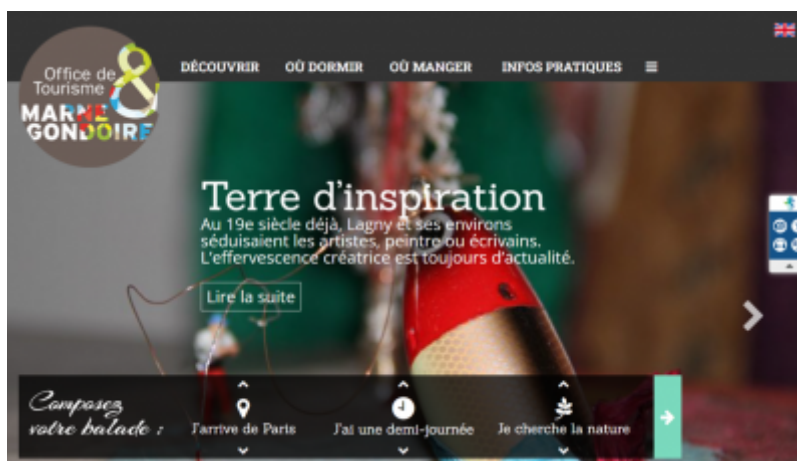 Office de
Tourisme
&
MARNE
GONDOIRE
DÉCOUVRIR OÙ DORMIR OÙ MANGER INFOS PRATIQUES
Terre d'inspiration
Au 19e siècle déjà, Lagny et ses environs
séduisaient les artistes, peintre ou écrivains.
L'effervescence créatrice est toujours d'actualité.
Lire la suite
Composez
votre balade :
J'arrive de Paris J'ai une demi-journée Je cherche la nature